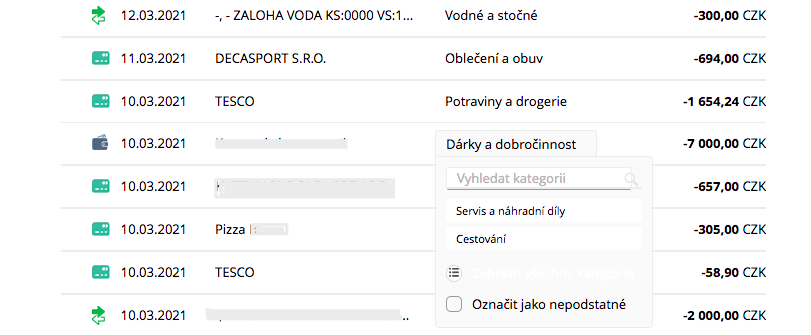 12.03.2021 -, - ZALOHA VODA KS:0000 VS:1... Vodné a stočné -300,00 CZK
11.03.2021 DECASPORT S.R.O. Oblečení a obuv -694,00 CZK
10.03.2021 TESCO Potraviny a drogerie -1 654,24 CZK
10.03.2021 Dárky a dobročinnost -7 000,00 CZK
Vyhledat kategorii
10.03.2021 -657,00 CZK
Servis a náhradní díly
10.03.2021 Pizza -305,00 CZK
Cestování
10.03.2021 TESCO -58,90 CZK
Zobrazit všechny kategorie
Označit jako nepodstatné
10.03.2021 .. -2 000,00 CZK